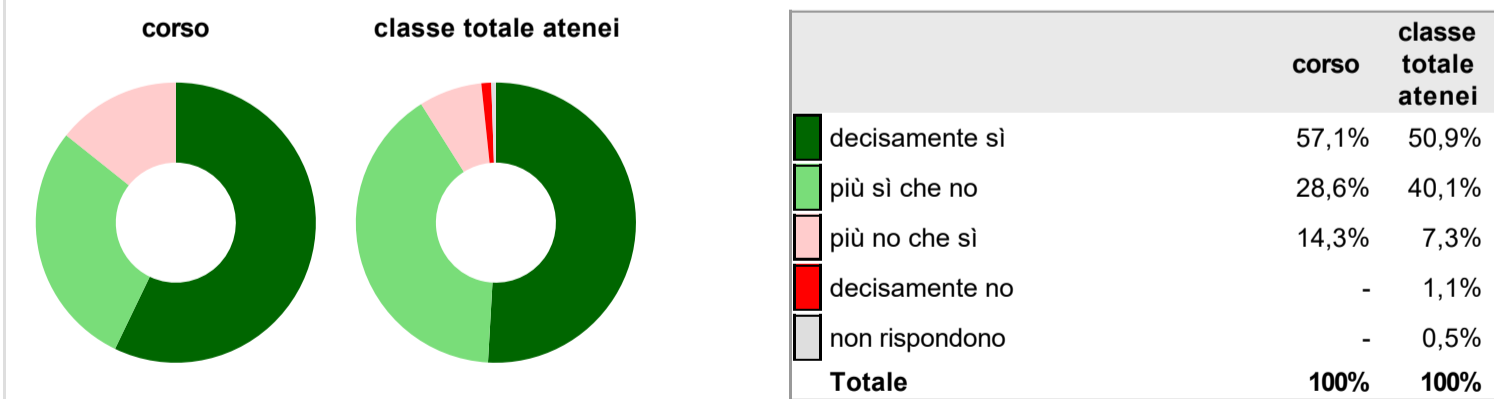 corso
classe totale atenei
corso
classe
totale
atenei
decisamente sì 57,1% 50,9%
più sì che no 28,6% 40,1%
più no che sì 14,3% 7,3%
decisamente no - 1,1%
non rispondono - 0,5%
Totale 100% 100%